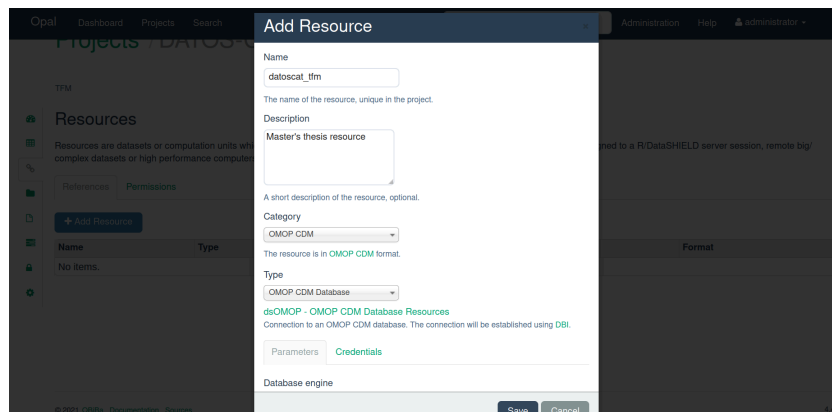 Opal Dashboard Projects Search
Add Resource
×
Administration Help administrator
Projects / DATOS-C
TFM
Resources
Resources are datasets or computation units whi
gned to a R/DataSHIELD server session, remote big/
complex datasets or high performance computer
References Permissions
+ Add Resource
Name Type Format
No items.
Name
datoscat_tfm
The name of the resource, unique in the project.
Description
Master's thesis resource
A short description of the resource, optional.
Category
OMOP CDM
The resource is in OMOP CDM format.
Type
OMOP CDM Database
dsOMOP - OMOP CDM Database Resources
Connection to an OMOP CDM database. The connection will be established using DBI.
Parameters Credentials
Database engine
Save Cancel
© 2021 OBiBa Documentation Sources